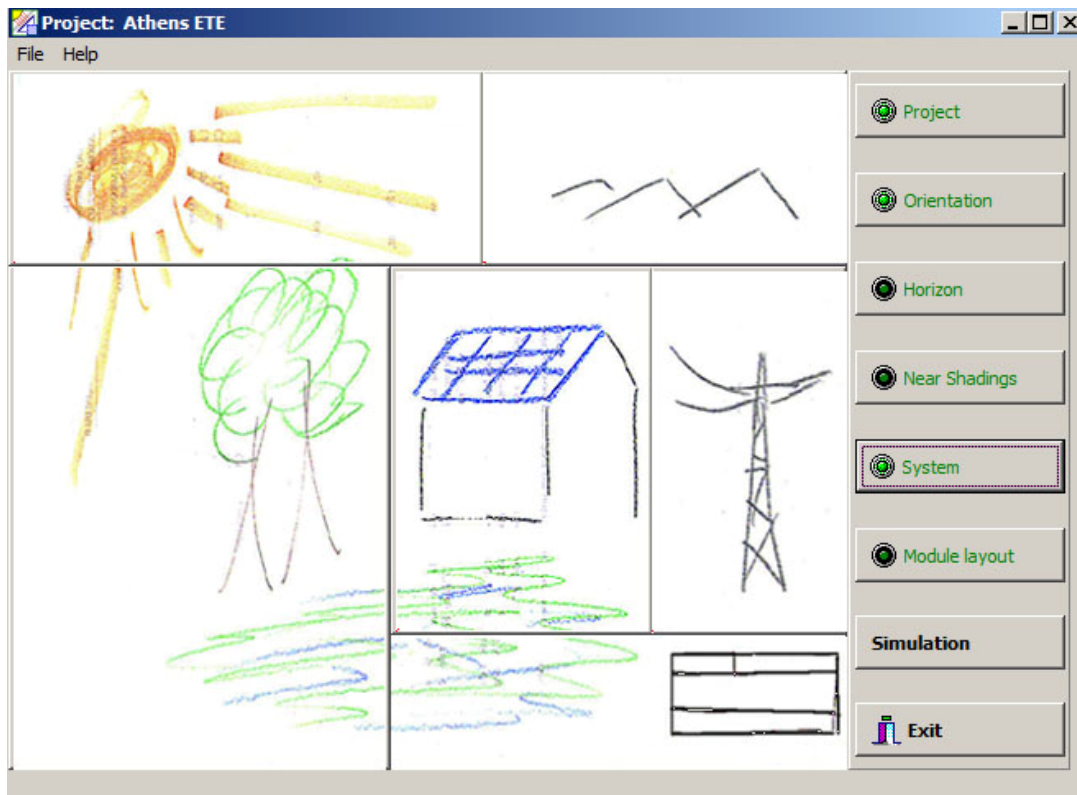 Project: Athens ETE
File Help
Project
Orientation
Horizon
Near Shadings
System
Module layout
Simulation
Exit